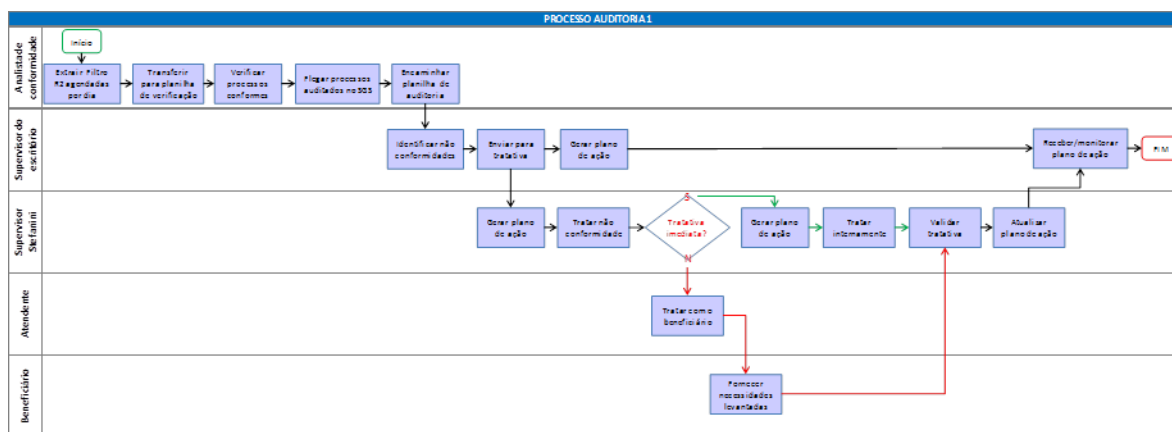 PROCESSO AUDITORIA 1
Analista de
conformidade
Início
Extrair Filtro
R2 agendadas
por dia
Transferir
para planilha
de verificação
Verificar
processos
conformes
Flegar processos
auditados no SGS
Encaminhar
planilha de
auditoria
Supervisor do
escritório
Identificar não
conformidades
Enviar para
tratativa
Gerar plano
de ação
Receber/monitorar
plano de ação
FIM
Supervisor
Stefanini
Gerar plano
de ação
Tratar não
conformidade
S
Tratativa
imediata?
N
Gerar plano
de ação
Tratar
internamente
Validar
tratativa
Atualizar
plano de ação
Atendente
Tratar com o
beneficiário
Beneficiário
Fornecer
necessidades
levantadas